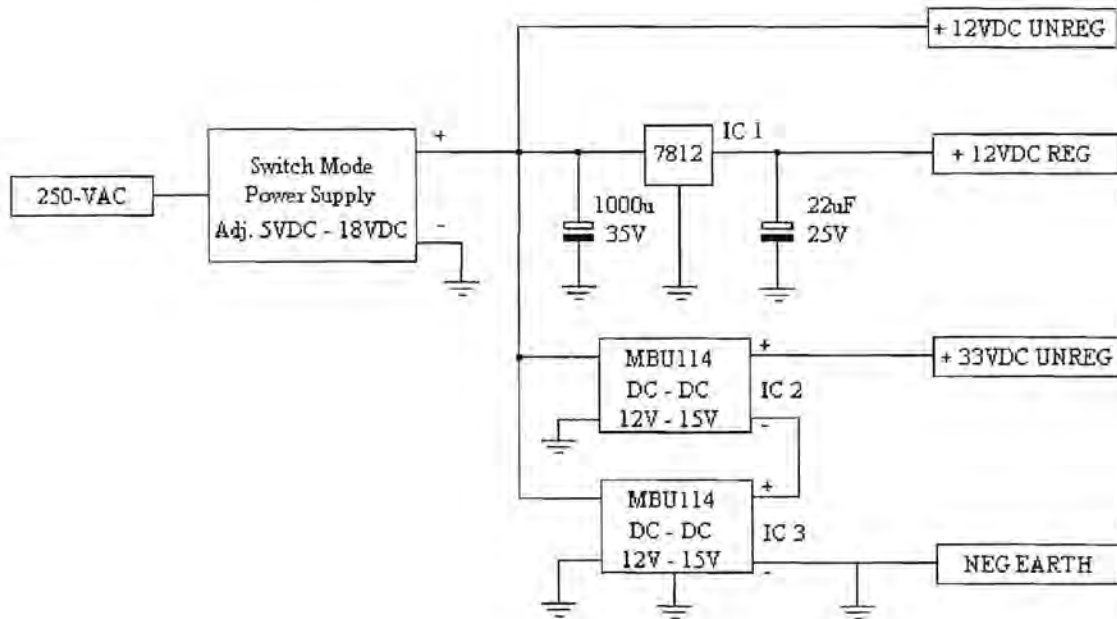 + 12VDC UNREG
+
IC 1
7812
+ 12VDC REG
250-VAC
Switch Mode
Power Supply
Adj. 5VDC - 18VDC
-
1000u
35V
22uF
25V
MBU114
DC - DC
12V - 15V
+
-
IC 2
+ 33VDC UNREG
MBU114
DC - DC
12V - 15V
+
-
IC 3
NEG EARTH